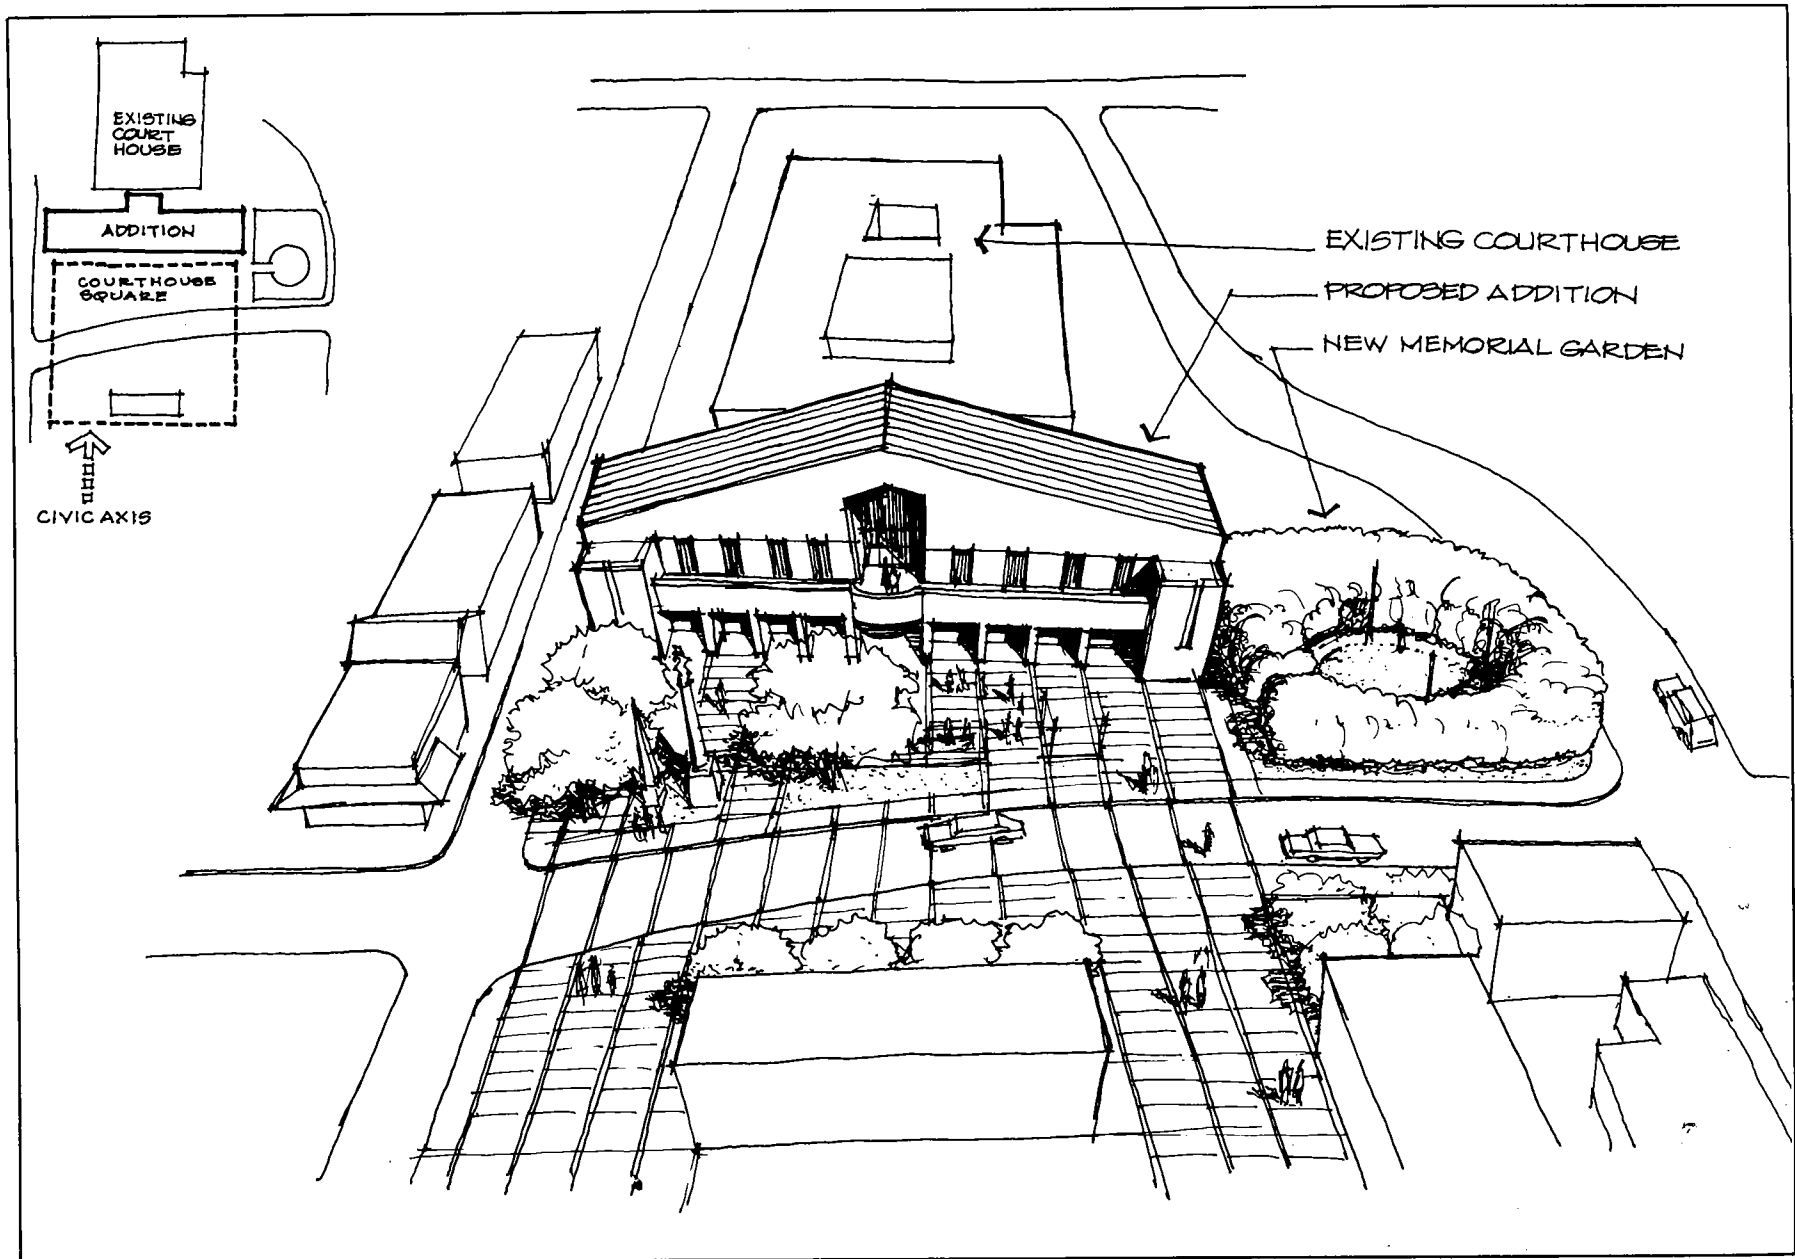 EXISTING
COURT
HOUSE
ADDITION
COURTHOUSE
SQUARE
CIVIC AXIS
EXISTING COURTHOUSE
PROPOSED ADDITION
NEW MEMORIAL GARDEN